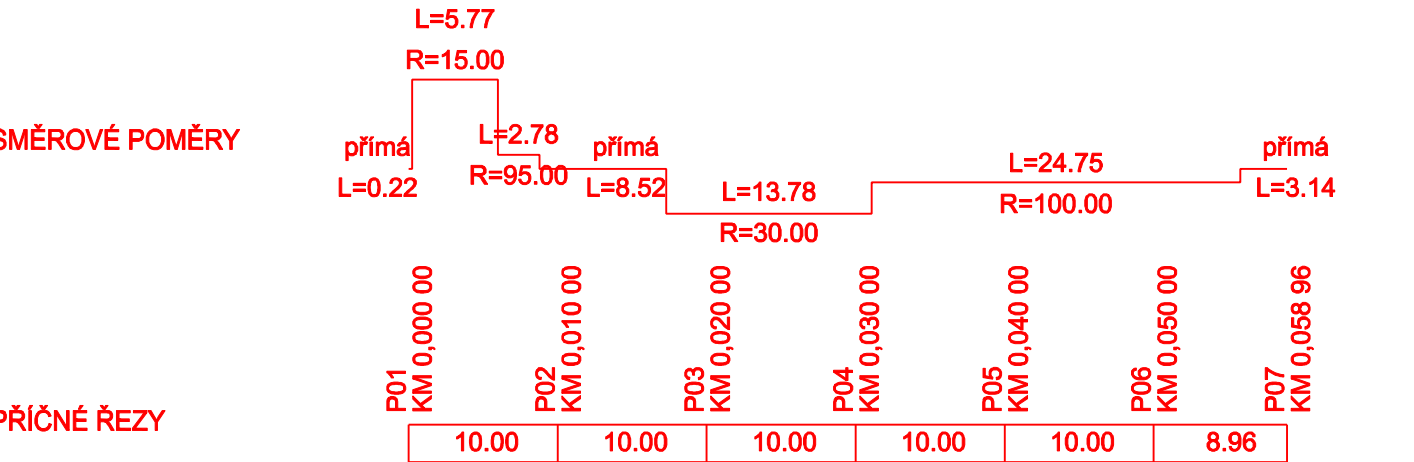 L=5.77
R=15.00
SMĚROVÉ POMĚRY
přímá
L=0.22
L=2.78
R=95.00
přímá
L=8.52
L=13.78
R=30.00
L=24.75
R=100.00
přímá
L=3.14
P01
KM 0,000 00
P02
KM 0,010 00
P03
KM 0,020 00
P04
KM 0,030 00
P05
KM 0,040 00
P06
KM 0,050 00
P07
KM 0,058 96
PŘÍČNÉ ŘEZY
10.00
10.00
10.00
10.00
10.00
8.96